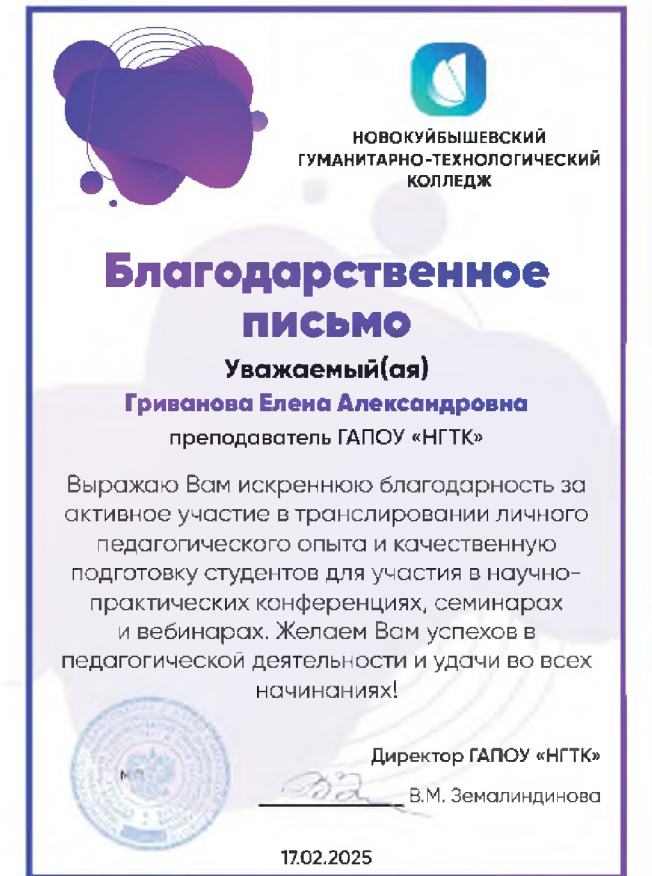 НОВОКУЙБЫШЕВСКИЙ
ГУМАНИТАРНО-ТЕХНОЛОГИЧЕСКИЙ
КОЛЛЕДЖ
Благодарственное
письмо
Уважаемый(ая)
Гриванова Елена Александровна
преподаватель ГАПОУ «НГТК»
Выражаю Вам искреннюю благодарность за
активное участие в транслировании личного
педагогического опыта и качественную
подготовку студентов для участия в научно-
практических конференциях, семинарах
и вебинарах. Желаем Вам успехов в
педагогической деятельности и удачи во всех
начинаниях!
Директор ГАПОУ «НГТК»
МП
В.М. Земалиндинова
17.02.2025